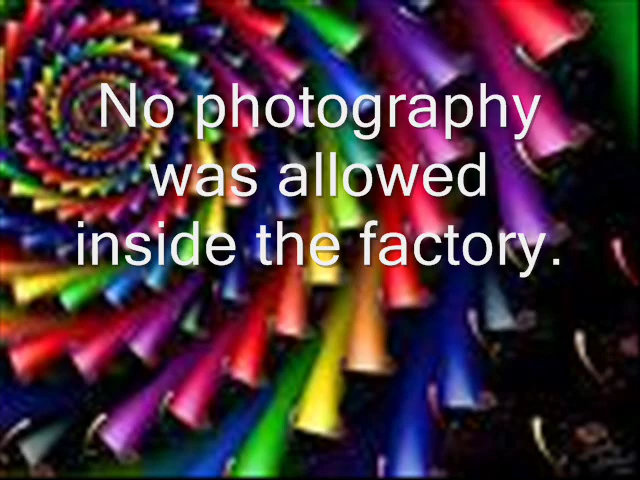 No photography
was allowed
inside the factory.